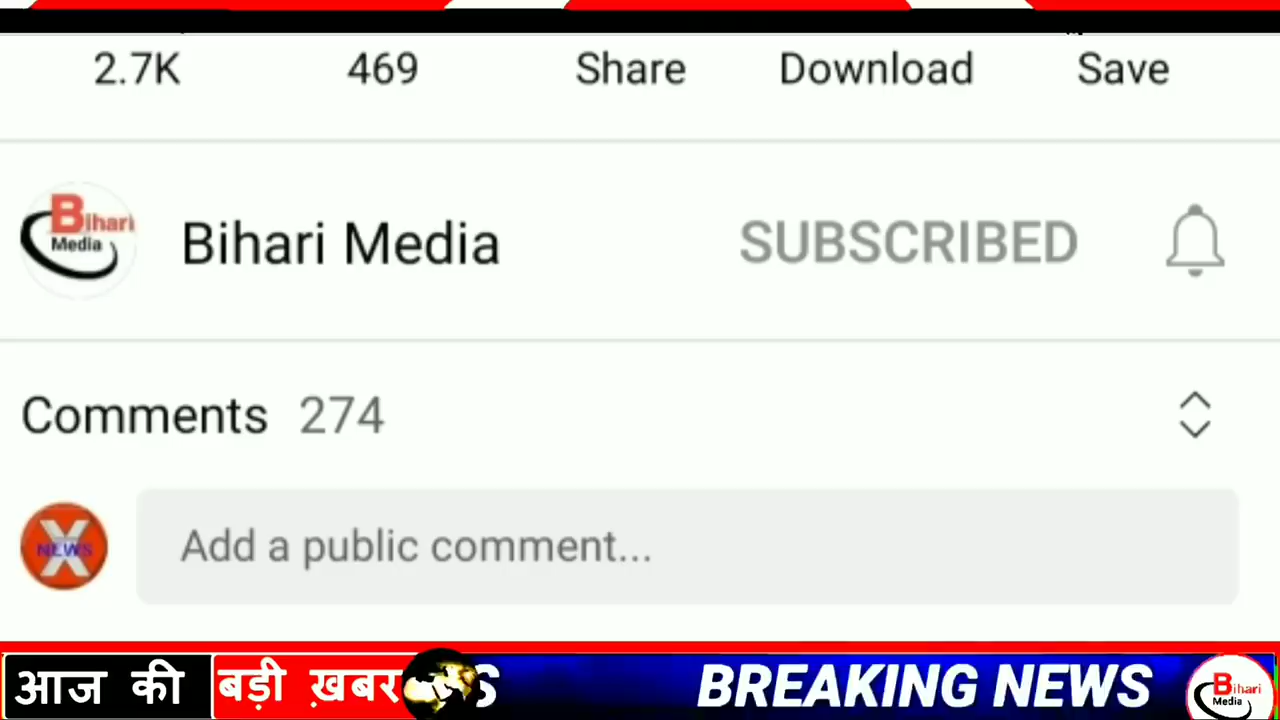 2.7K 469 Share Download Save
Bihari Media
Bihari Media SUBSCRIBED
Comments 274
NEWS
X
Add a public comment...
आज की बड़ी ख़बर S BREAKING NEWS
Bihari Media